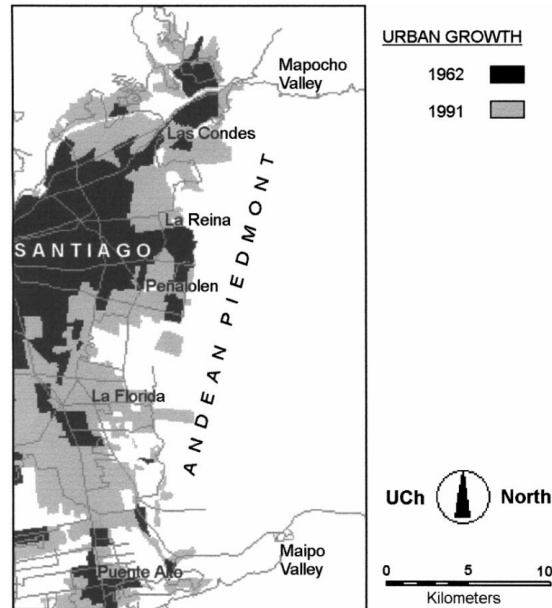 URBAN GROWTH
1962
1991
Mapocho
Valley
Las Condes
La Reina
SANTIAGO
Peñalolen
ANDEAN PIEDMONT
La Florida
UCh North
Maipo
Valley
Puente Alto
0 5 10
Kilometers